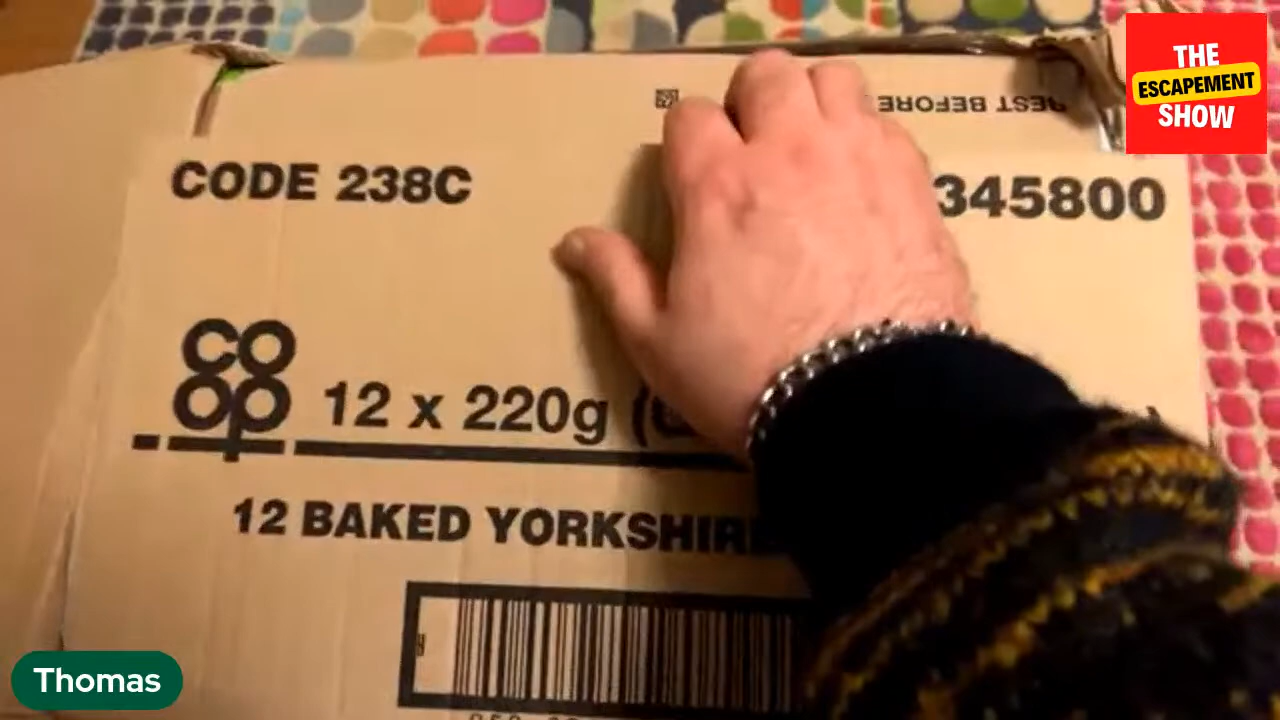 THE
ESCAPEMENT
SHOW
BEST BEFORE
CODE 238C
345800
CO
OP
12 x 220g (
12 BAKED YORKSHIR
Thomas